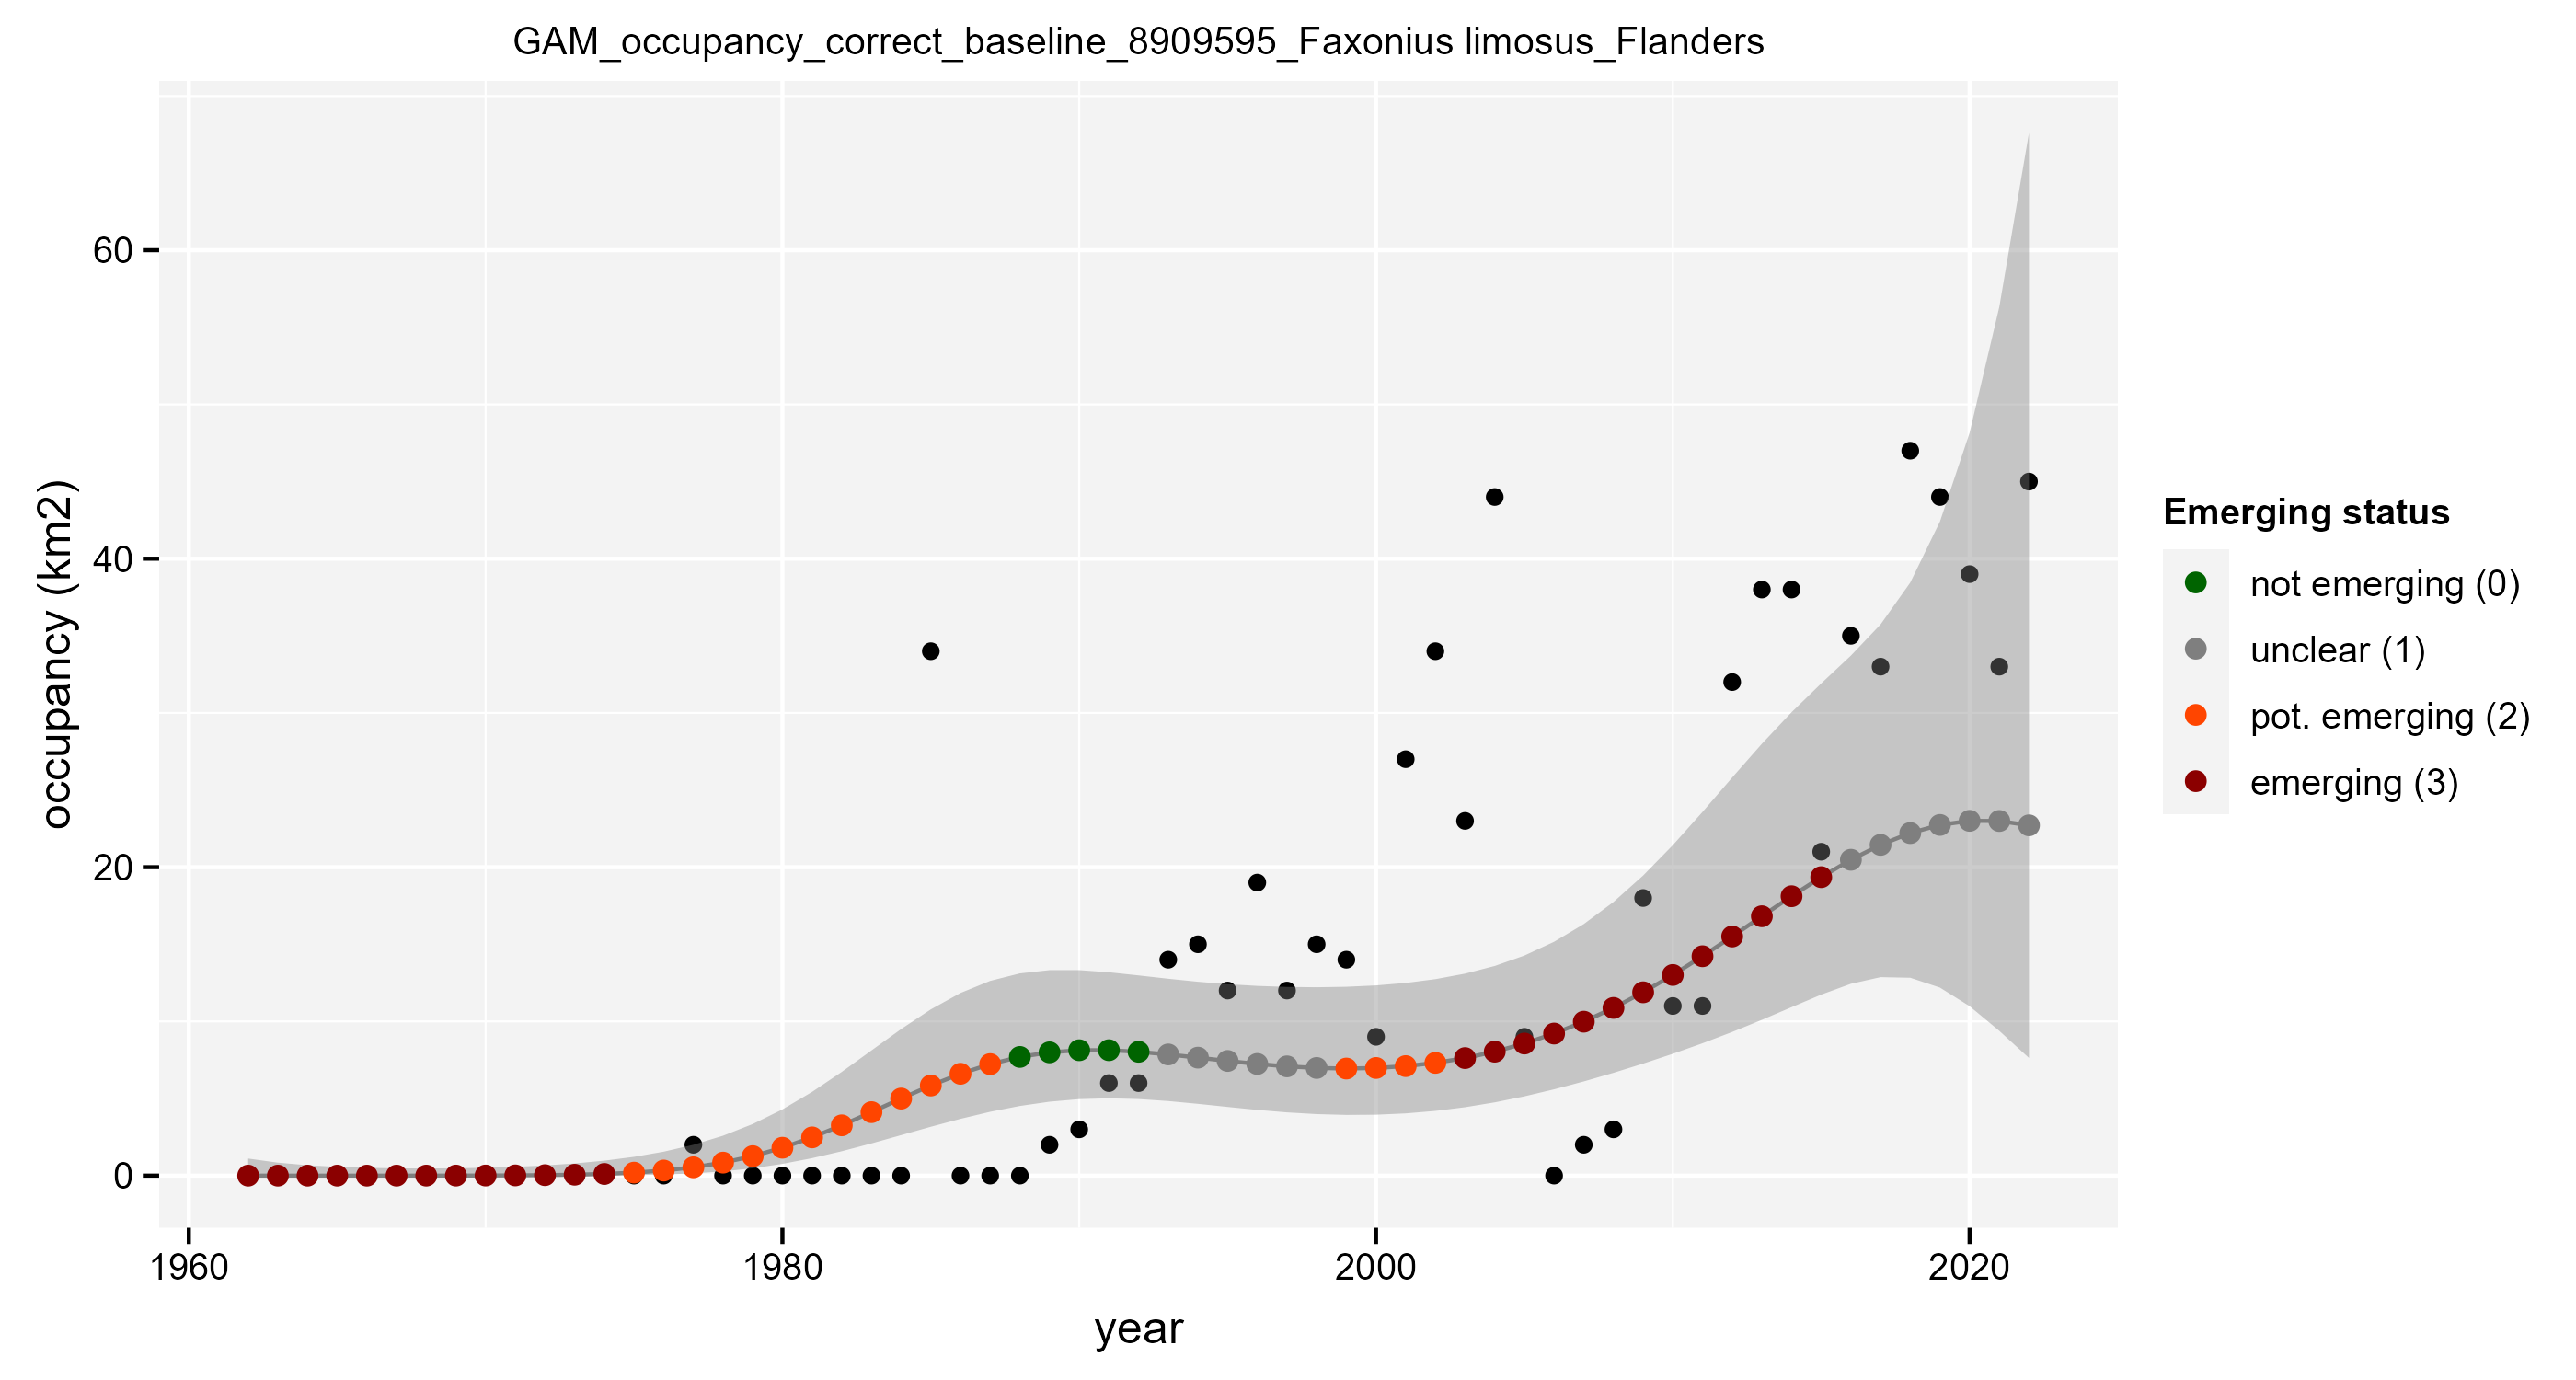 GAM_occupancy_correct_baseline_8909595_Faxonius limosus_Flanders
occupancy (km2)
60
40
20
0
1960
1980
2000
2020
year
Emerging status
not emerging (0)
unclear (1)
pot. emerging (2)
emerging (3)